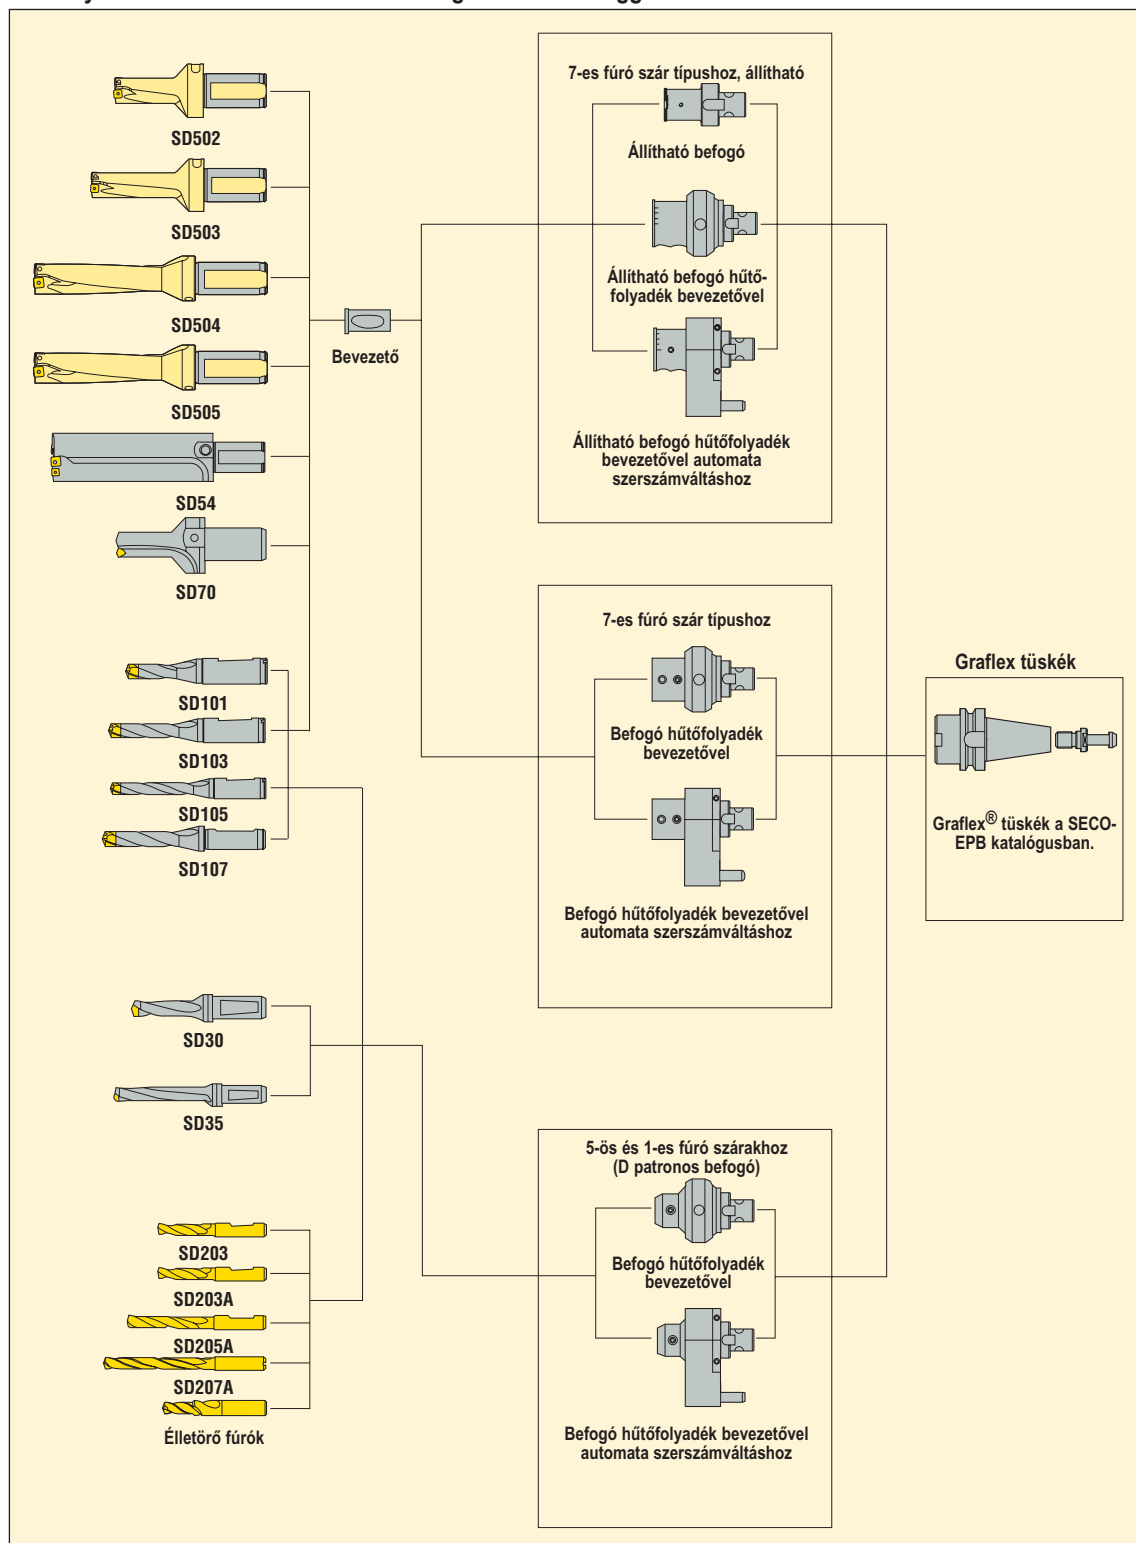 SD502
SD503
SD504
SD505
SD54
SD70
SD101
SD103
SD105
SD107
SD30
SD35
SD203
SD203A
SD205A
SD207A
Élletörő fúrók
Bevezető
7-es fúró szár típushoz, állítható
Állítható befogó
Állítható befogó hűtő-
folyadék bevezetővel
Állítható befogó hűtőfolyadék
bevezetővel automata
szerszámváltáshoz
7-es fúró szár típushoz
Befogó hűtőfolyadék
bevezetővel
Befogó hűtőfolyadék bevezetővel
automata szerszámváltáshoz
5-ös és 1-es fúró szárakhoz
(D patronos befogó)
Befogó hűtőfolyadék
bevezetővel
Befogó hűtőfolyadék bevezetővel
automata szerszámváltáshoz
Graflex tüskék
Graflex® tüskék a SECO-
EPB katalógusban.